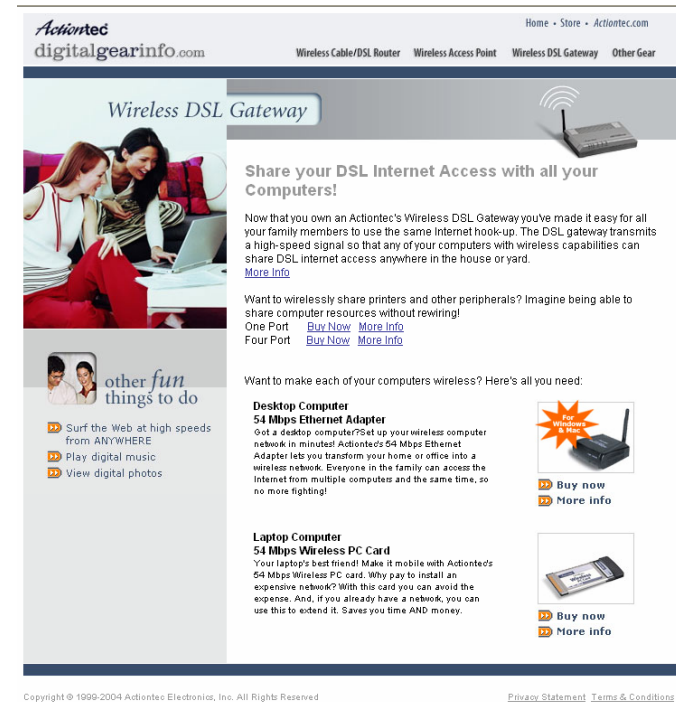 Actiontec
digitalgearinfo.com
Home • Store • Actiontec.com
Wireless Cable/DSL Router Wireless Access Point Wireless DSL Gateway Other Gear
Wireless DSL Gateway
Share your DSL Internet Access with all your
Computers!
Now that you own an Actiontec's Wireless DSL Gateway you've made it easy for all
your family members to use the same Internet hook-up. The DSL gateway transmits
a high-speed signal so that any of your computers with wireless capabilities can
share DSL internet access anywhere in the house or yard.
More Info
Want to wirelessly share printers and other peripherals? Imagine being able to
share computer resources without rewiring!
One Port Buy Now More Info
Four Port Buy Now More Info
other fun
things to do
Surf the Web at high speeds
from ANYWHERE
Play digital music
View digital photos
Want to make each of your computers wireless? Here's all you need:
Desktop Computer
54 Mbps Ethernet Adapter
Got a desktop computer?Set up your wireless computer
network in minutes! Actiontec's 54 Mbps Ethernet
Adapter lets you transform your home or office into a
wireless network. Everyone in the family can access the
Internet from multiple computers and the same time, so
no more fighting!
For
Windows
& Mac
Buy now
More info
Laptop Computer
54 Mbps Wireless PC Card
Your laptop's best friend! Make it mobile with Actiontec's
54 Mbps Wireless PC card. Why pay to install an
expensive network? With this card you can avoid the
expense. And, if you already have a network, you can
use this to extend it. Saves you time AND money.
Buy now
More info
Copyright © 1999-2004 Actiontec Electronics, Inc. All Rights Reserved
Privacy Statement Terms & Conditions